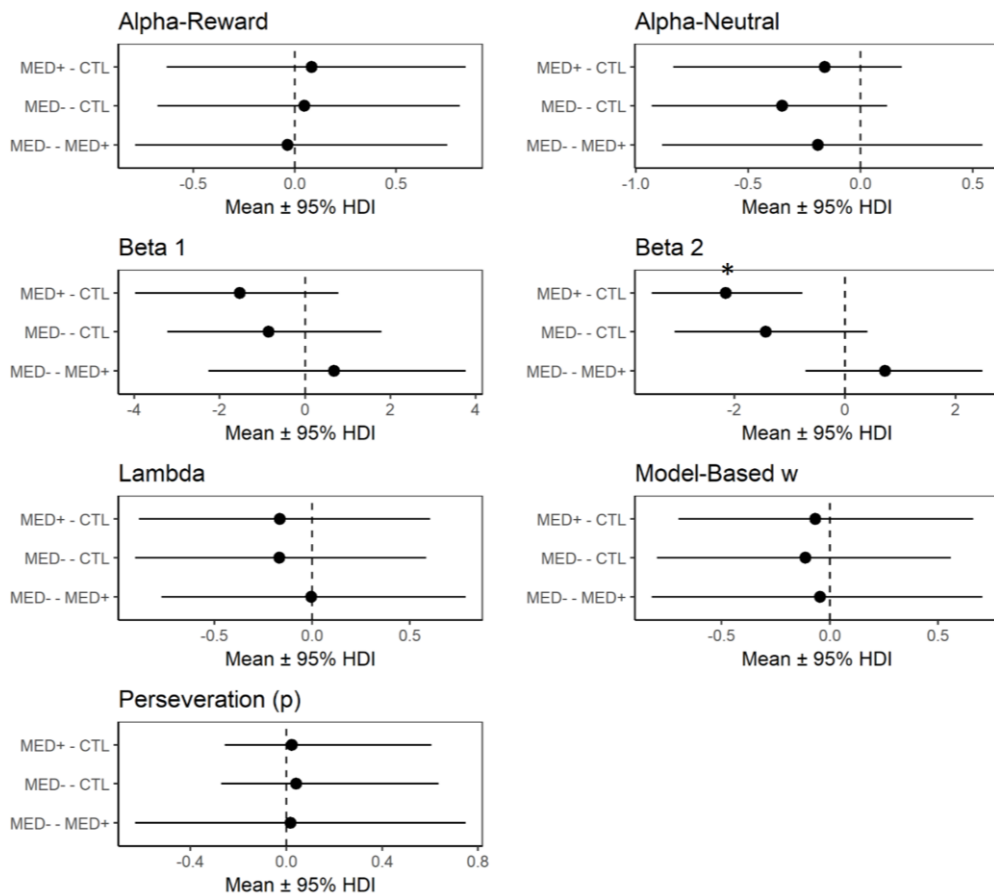 Alpha-Reward
MED+ - CTL
MED- - CTL
MED- - MED+
-0.5 0.0 0.5
Mean ± 95% HDI
Alpha-Neutral
MED+ - CTL
MED- - CTL
MED- - MED+
-1.0 -0.5 0.0 0.5
Mean ± 95% HDI
Beta 1
MED+ - CTL
MED- - CTL
MED- - MED+
-4 -2 0 2 4
Mean ± 95% HDI
Beta 2
*
MED+ - CTL
MED- - CTL
MED- - MED+
-2 0 2
Mean ± 95% HDI
Lambda
MED+ - CTL
MED- - CTL
MED- - MED+
-0.5 0.0 0.5
Mean ± 95% HDI
Model-Based w
MED+ - CTL
MED- - CTL
MED- - MED+
-0.5 0.0 0.5
Mean ± 95% HDI
Perseveration (p)
MED+ - CTL
MED- - CTL
MED- - MED+
-0.4 0.0 0.4 0.8
Mean ± 95% HDI